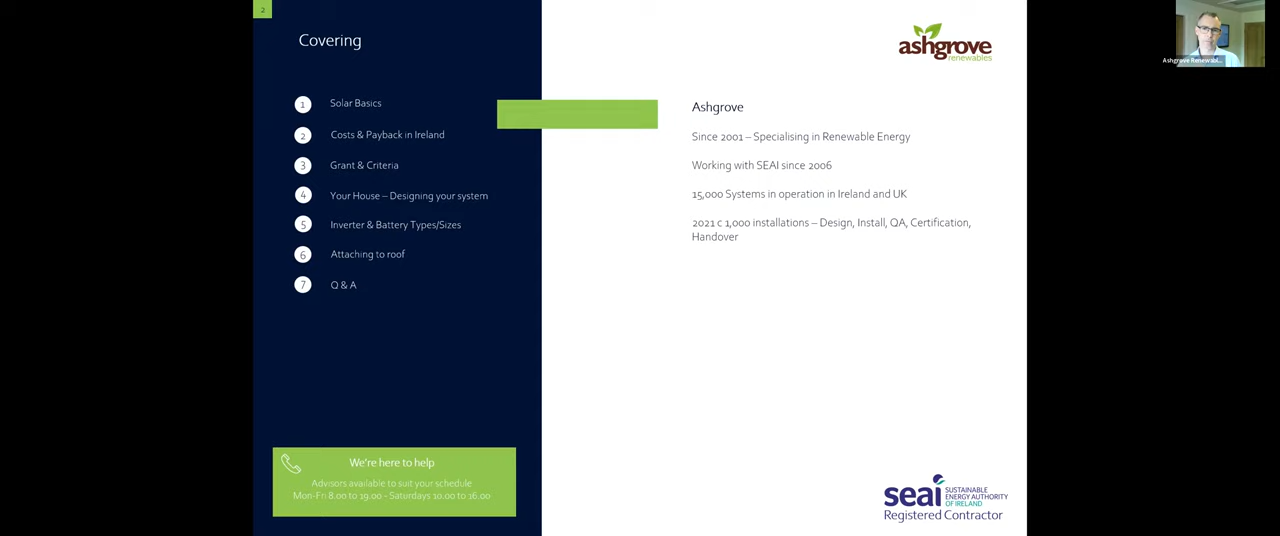 2
Covering
1 Solar Basics
2 Costs & Payback in Ireland
3 Grant & Criteria
4 Your House – Designing your system
5 Inverter & Battery Types/Sizes
6 Attaching to roof
7 Q & A
We're here to help
Advisors available to suit your schedule
Mon-Fri 8.00 to 19.00 - Saturdays 10.00 to 16.00
ashgrove
renewables
Ashgrove
Since 2001 – Specialising in Renewable Energy
Working with SEAI since 2006
15,000 Systems in operation in Ireland and UK
2021 c 1,000 installations – Design, Install, QA, Certification,
Handover
seai SUSTAINABLE
ENERGY AUTHORITY
OF IRELAND
Registered Contractor
Ashgrove Renewabl...